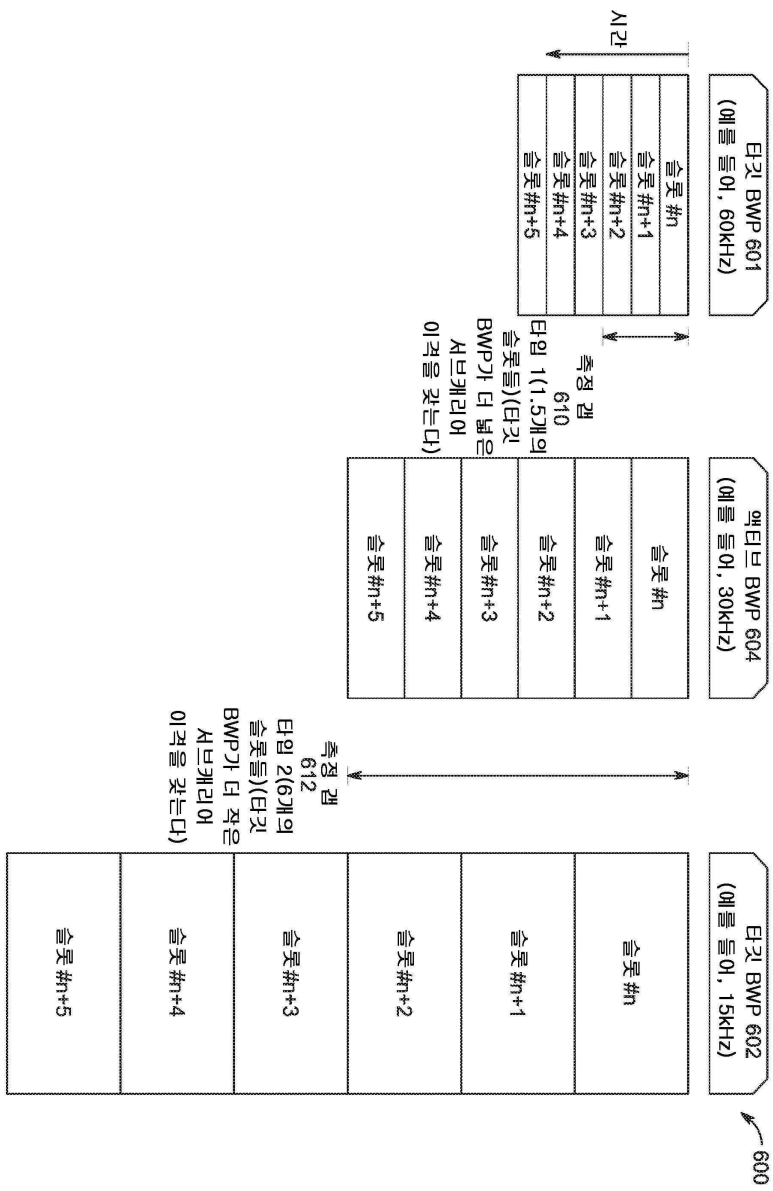 600
타깃 BWP 601
(예를 들어, 60kHz)
액티브 BWP 604
(예를 들어, 30kHz)
타깃 BWP 602
(예를 들어, 15kHz)
시간
슬롯 #n
슬롯 #n+1
슬롯 #n+2
슬롯 #n+3
슬롯 #n+4
슬롯 #n+5
측정 갭
610
타입 1(1.5개의
슬롯들)(타깃
BWP가 더 넓은
서브캐리어
이격을 갖는다)
슬롯 #n
슬롯 #n+1
슬롯 #n+2
슬롯 #n+3
슬롯 #n+4
슬롯 #n+5
측정 갭
612
타입 2(6개의
슬롯들)(타깃
BWP가 더 작은
서브캐리어
이격을 갖는다)
슬롯 #n
슬롯 #n+1
슬롯 #n+2
슬롯 #n+3
슬롯 #n+4
슬롯 #n+5